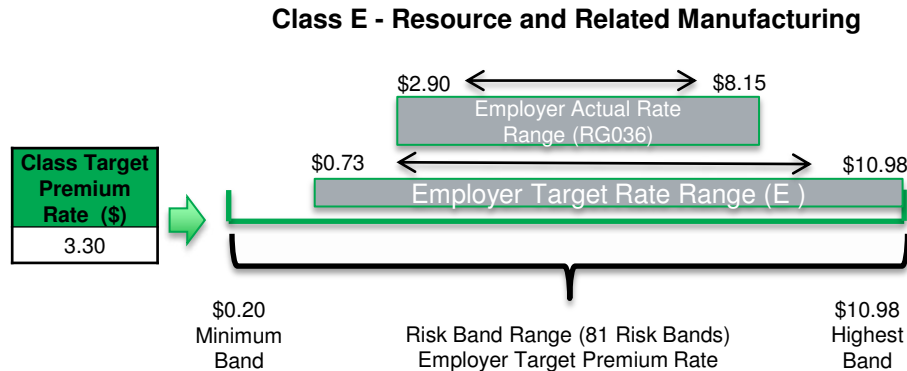 Class E - Resource and Related Manufacturing
$2.90
$8.15
Employer Actual Rate
Range (RG036)
$0.73
$10.98
Employer Target Rate Range (E )
Class Target
Premium
Rate ($)
3.30
$0.20
Minimum
Band
Risk Band Range (81 Risk Bands)
Employer Target Premium Rate
$10.98
Highest
Band